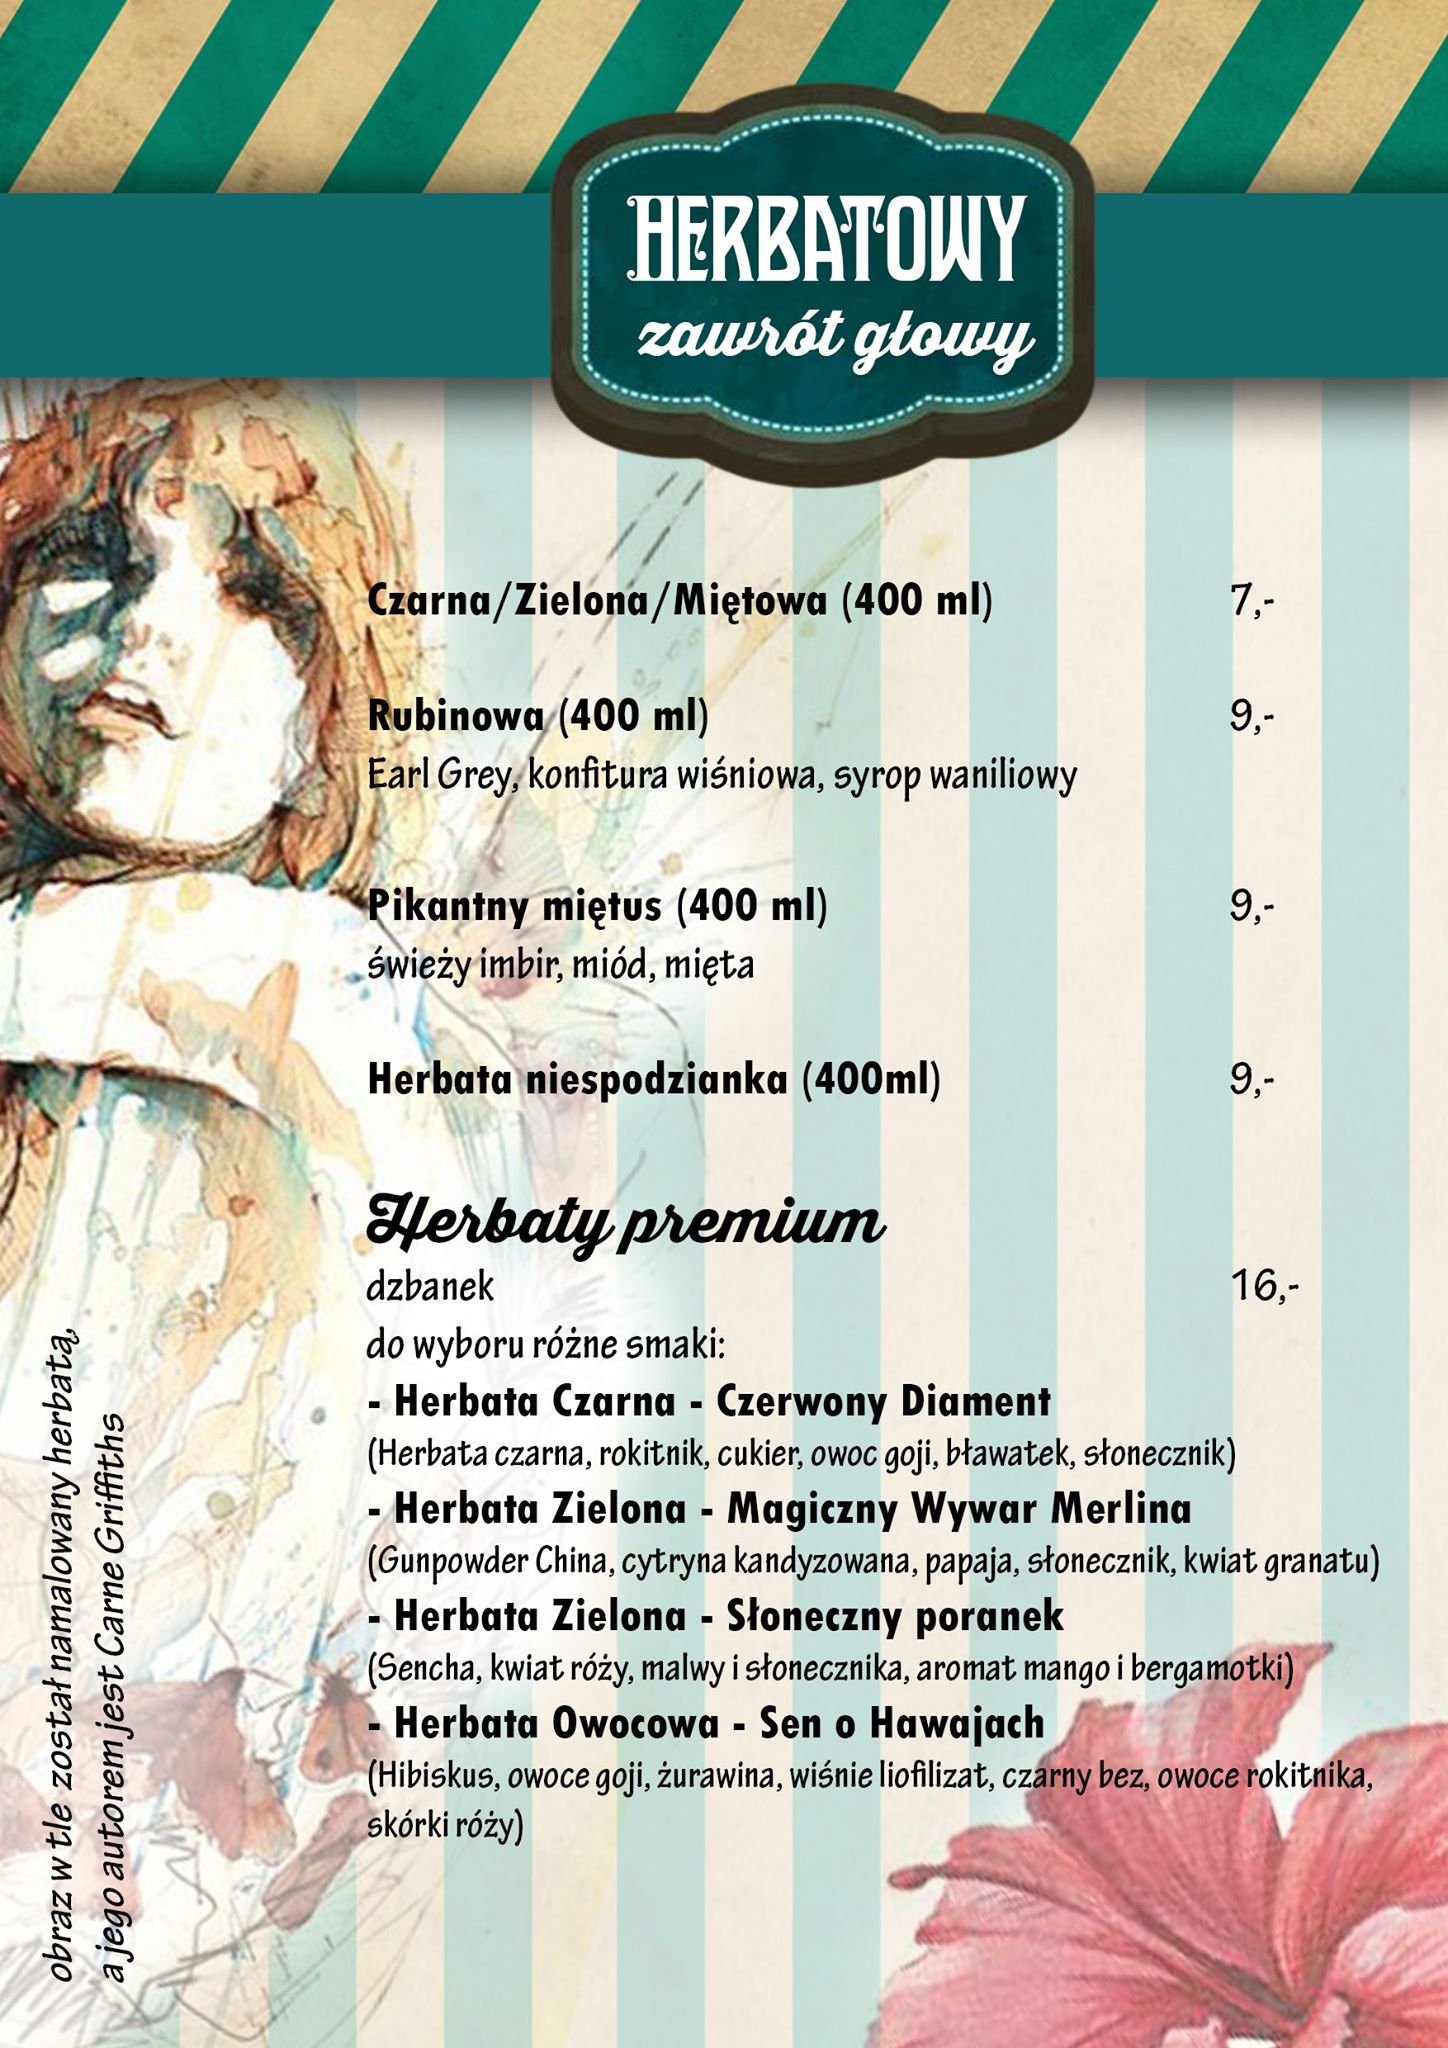 HERBATOWY
zawrót głowy
Czarna/Zielona/Miętowa (400 ml) 7,-
Rubinowa (400 ml) 9,-
Earl Grey, konfitura wiśniowa, syrop waniliowy
Pikantny miętus (400 ml) 9,-
świeży imbir, miód, mięta
Herbata niespodzianka (400ml) 9,-
Herbaty premium
dzbanek 16,-
do wyboru różne smaki:
- Herbata Czarna - Czerwony Diament
(Herbata czarna, rokitnik, cukier, owoc goji, bławatek, słonecznik)
- Herbata Zielona - Magiczny Wywar Merlina
(Gunpowder China, cytryna kandyzowana, papaja, słonecznik, kwiat granatu)
- Herbata Zielona - Słoneczny poranek
(Sencha, kwiat róży, malwy i słonecznika, aromat mango i bergamotki)
- Herbata Owocowa - Sen o Hawajach
(Hibiskus, owoce goji, żurawina, wiśnie liofilizat, czarny bez, owoce rokitnika,
skórki róży)
obraz w tle został namalowany herbatą,
a jego autorem jest Carne Griffiths